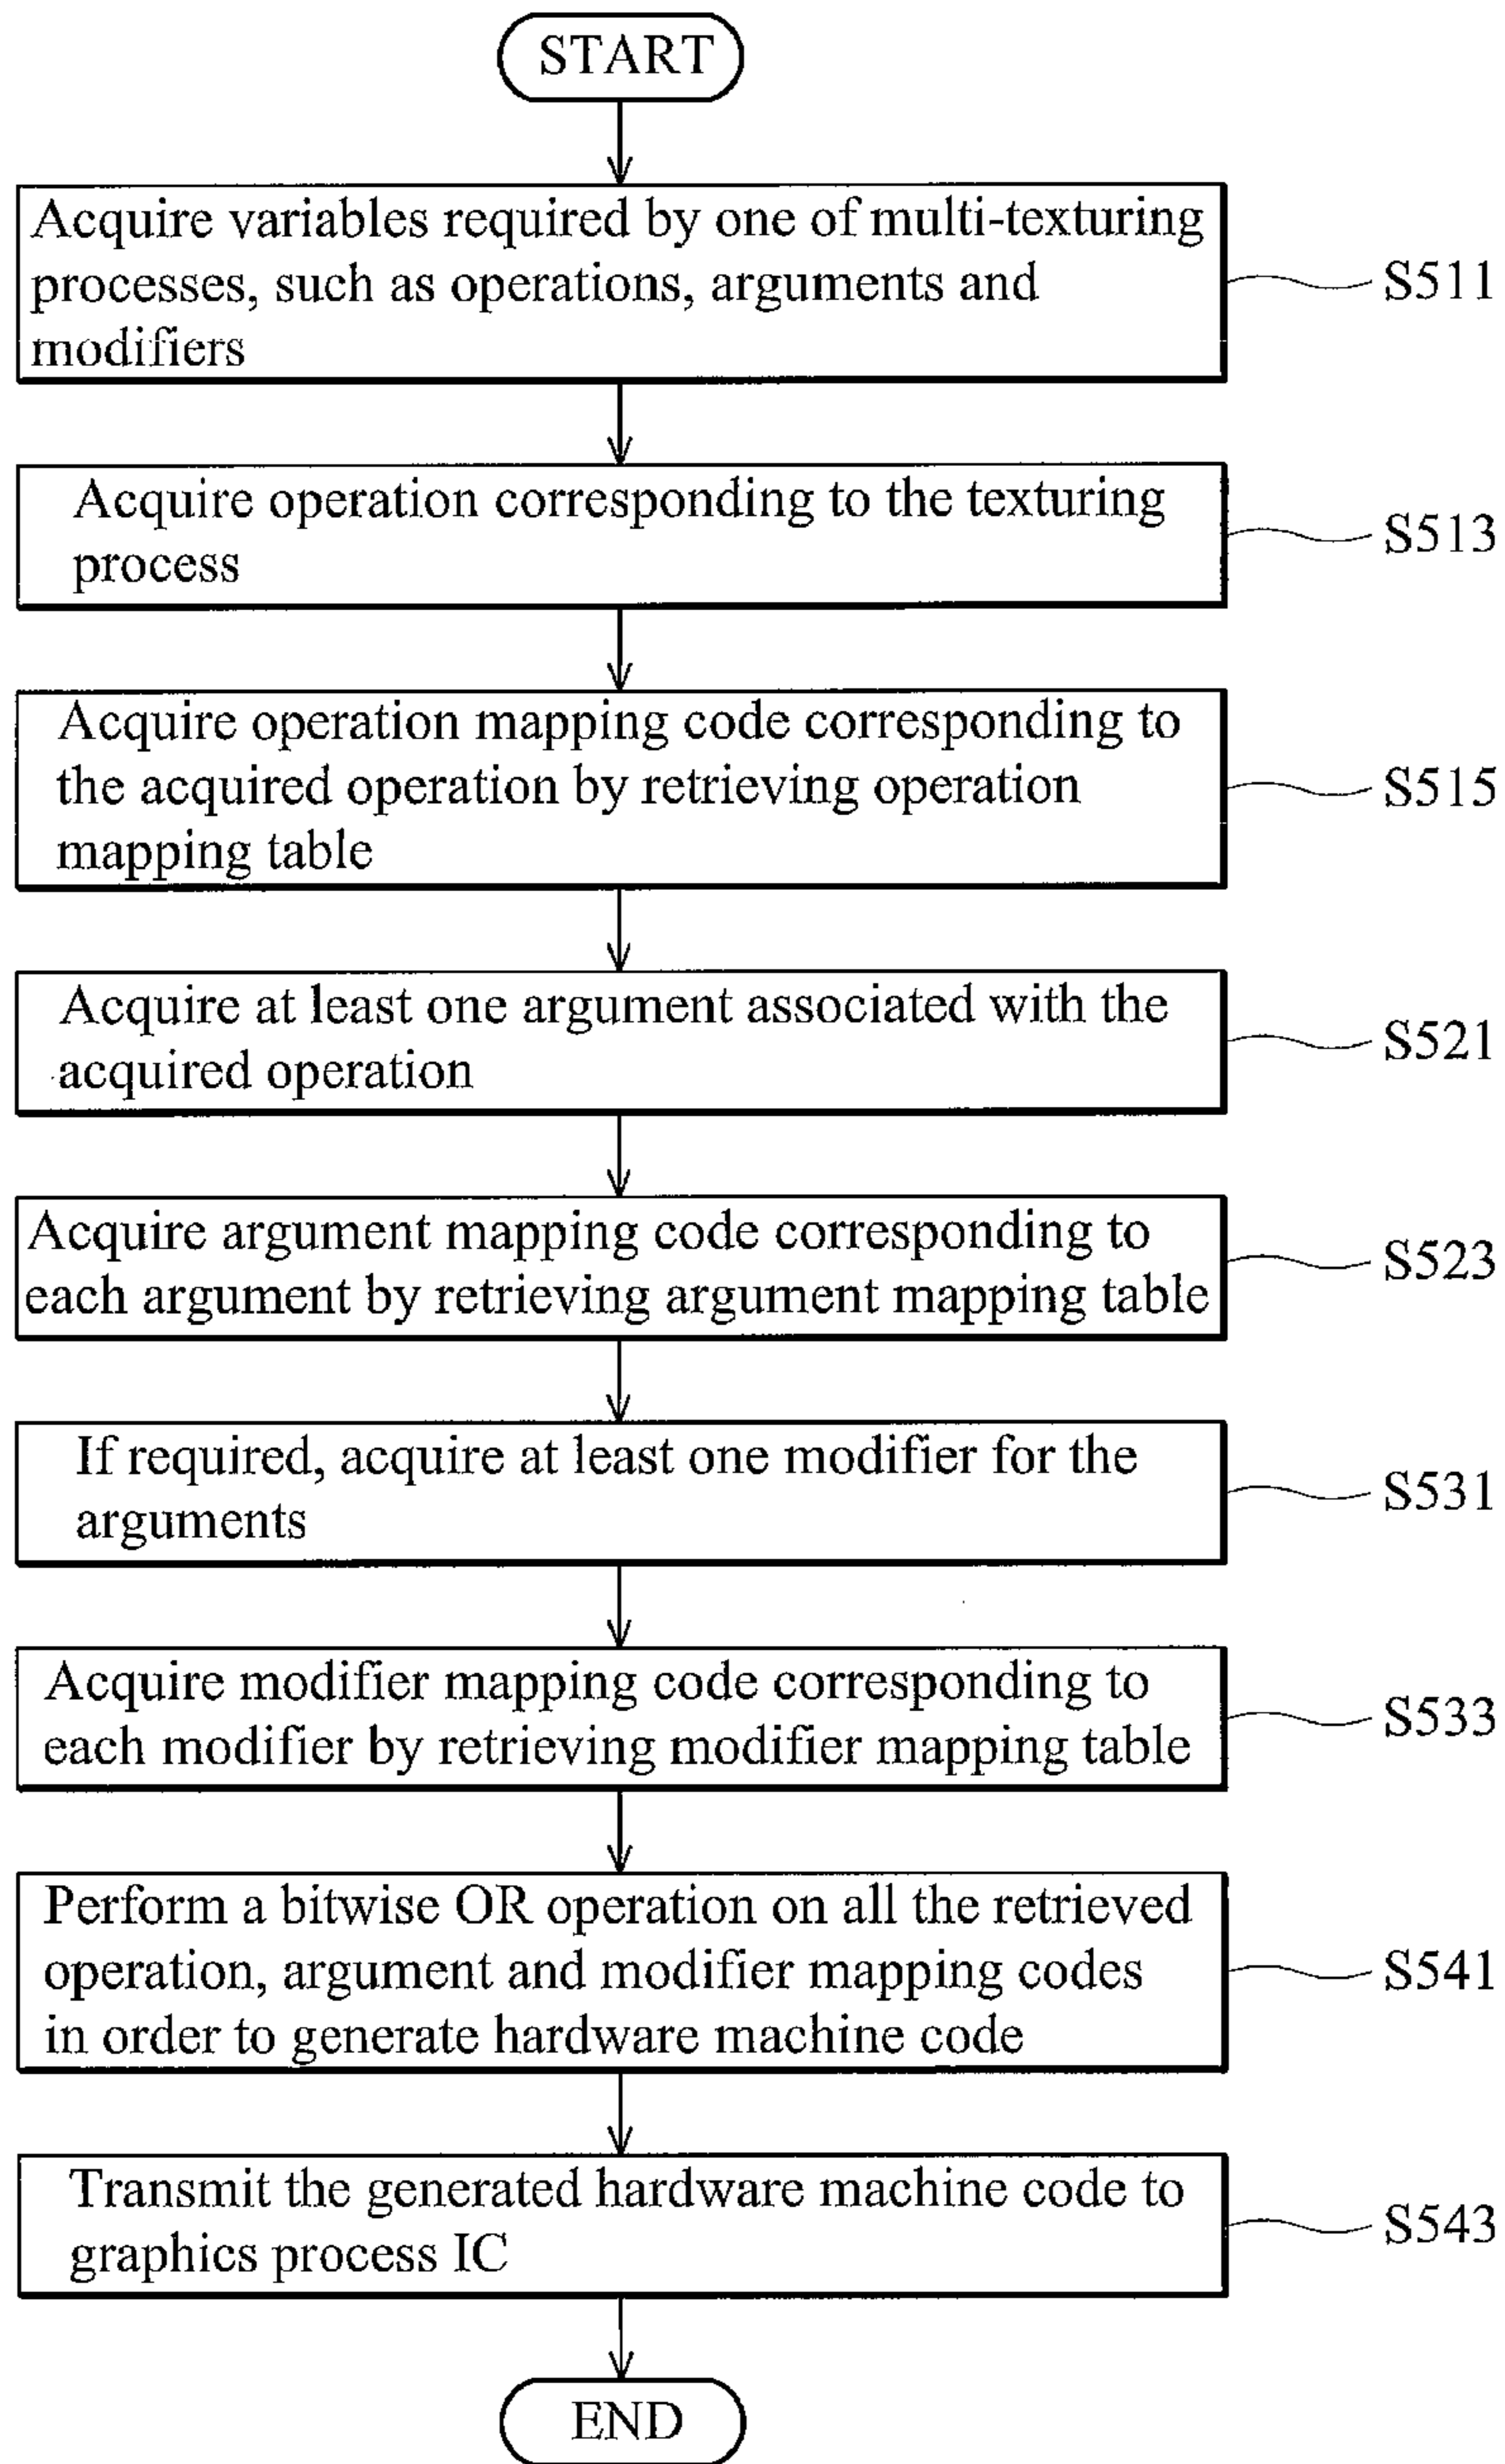 START
Acquire variables required by one of multi-texturing
processes, such as operations, arguments and
modifiers
S511
Acquire operation corresponding to the texturing
process
S513
Acquire operation mapping code corresponding to
the acquired operation by retrieving operation
mapping table
S515
Acquire at least one argument associated with the
acquired operation
S521
Acquire argument mapping code corresponding to
each argument by retrieving argument mapping table
S523
If required, acquire at least one modifier for the
arguments
S531
Acquire modifier mapping code corresponding to
each modifier by retrieving modifier mapping table
S533
Perform a bitwise OR operation on all the retrieved
operation, argument and modifier mapping codes
in order to generate hardware machine code
S541
Transmit the generated hardware machine code to
graphics process IC
S543
END